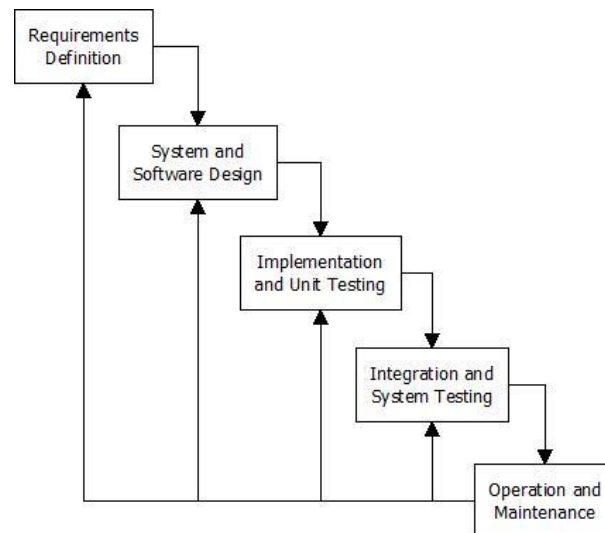 Requirements
Definition
System and
Software Design
Implementation
and Unit Testing
Integration and
System Testing
Operation and
Maintenance